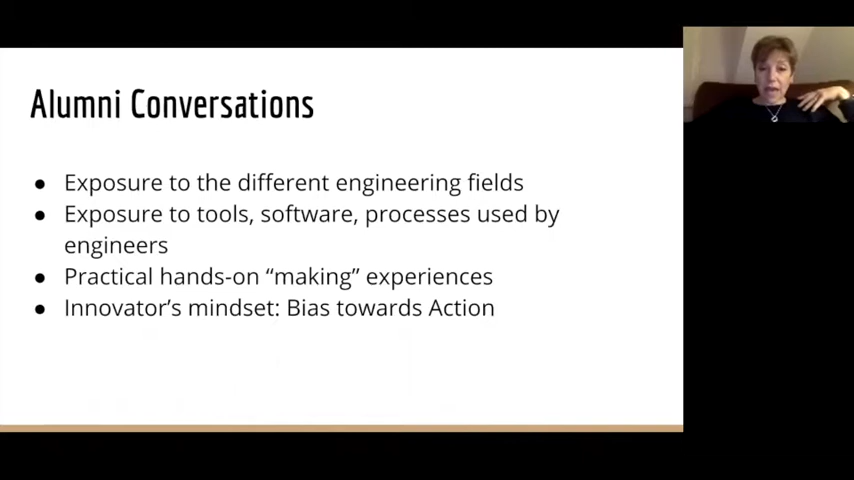 Alumni Conversations
● Exposure to the different engineering fields
● Exposure to tools, software, processes used by
engineers
● Practical hands-on “making” experiences
● Innovator’s mindset: Bias towards Action